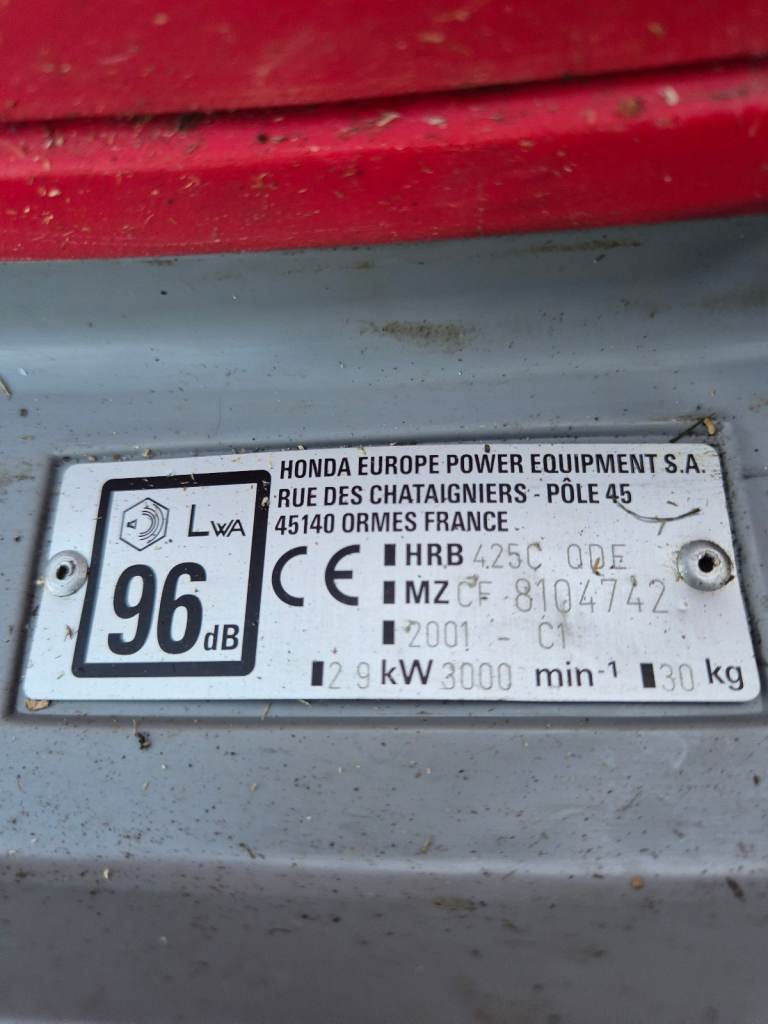 HONDA EUROPE POWER EQUIPMENT S.A.
RUE DES CHATAIGNIERS - PÔLE 45
45140 ORMES FRANCE
LWA
96 dB
CE
HRB 425C QDE
MZCF 8104742
2001 - C1
2.9 kW 3000 min-1 30 kg